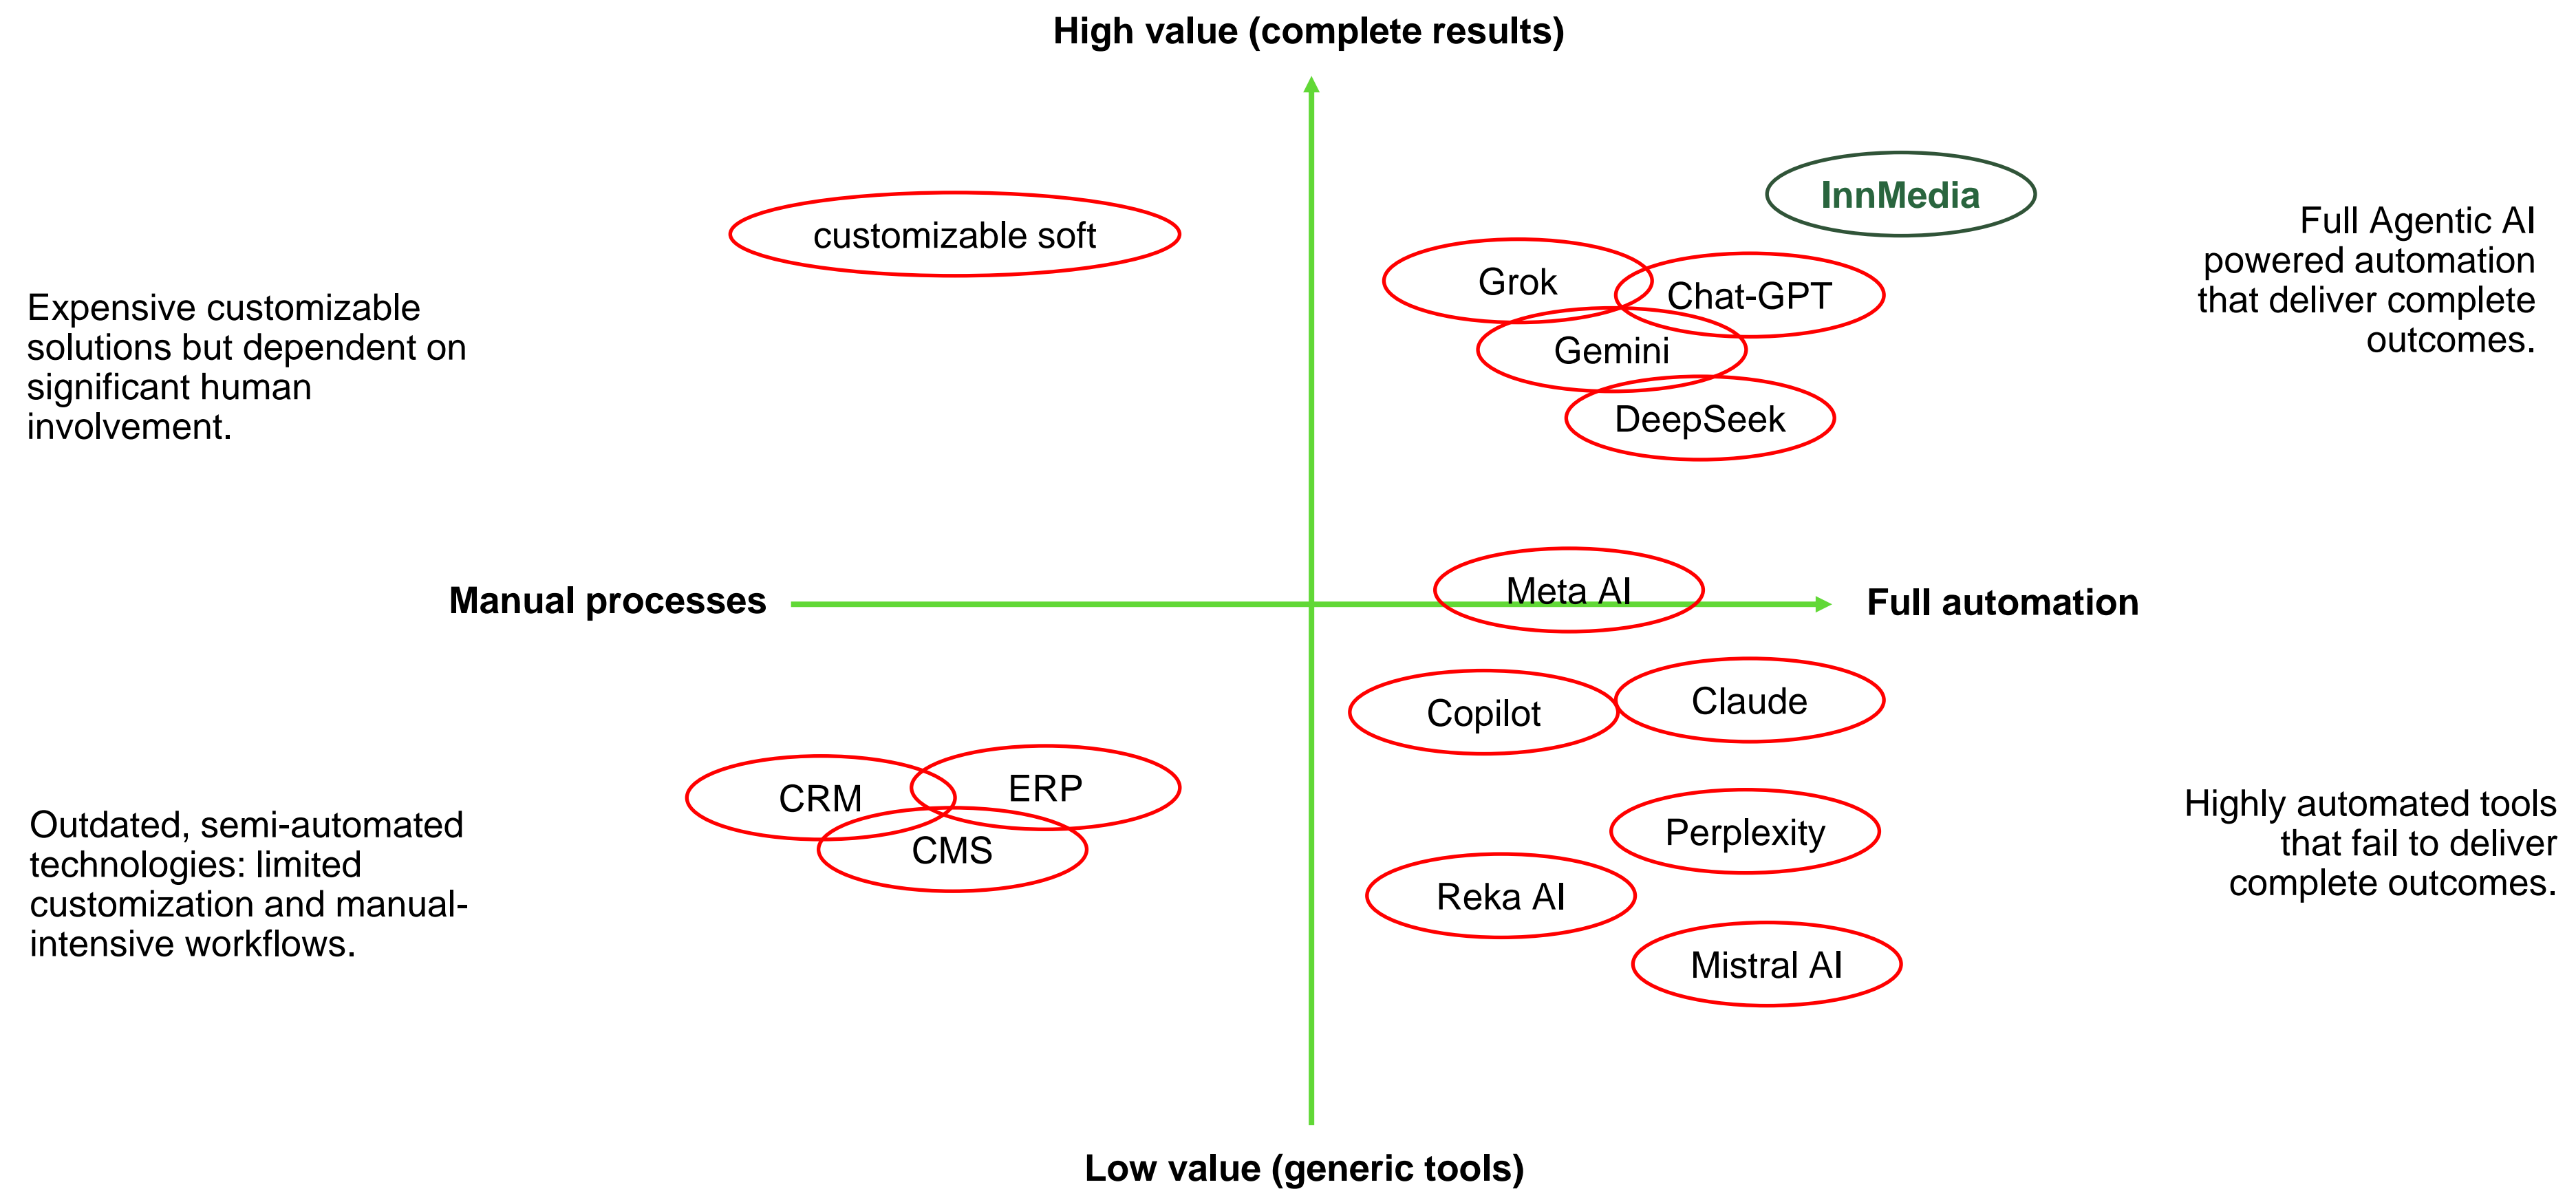 High value (complete results)
InnMedia
customizable soft
Full Agentic AI
powered automation
that deliver complete
outcomes.
Grok
Chat-GPT
Expensive customizable
solutions but dependent on
significant human
involvement.
Gemini
DeepSeek
Meta AI
Manual processes
Full automation
Copilot
Claude
CRM
ERP
CMS
Outdated, semi-automated
technologies: limited
customization and manual-
intensive workflows.
Perplexity
Highly automated tools
that fail to deliver
complete outcomes.
Reka AI
Mistral AI
Low value (generic tools)